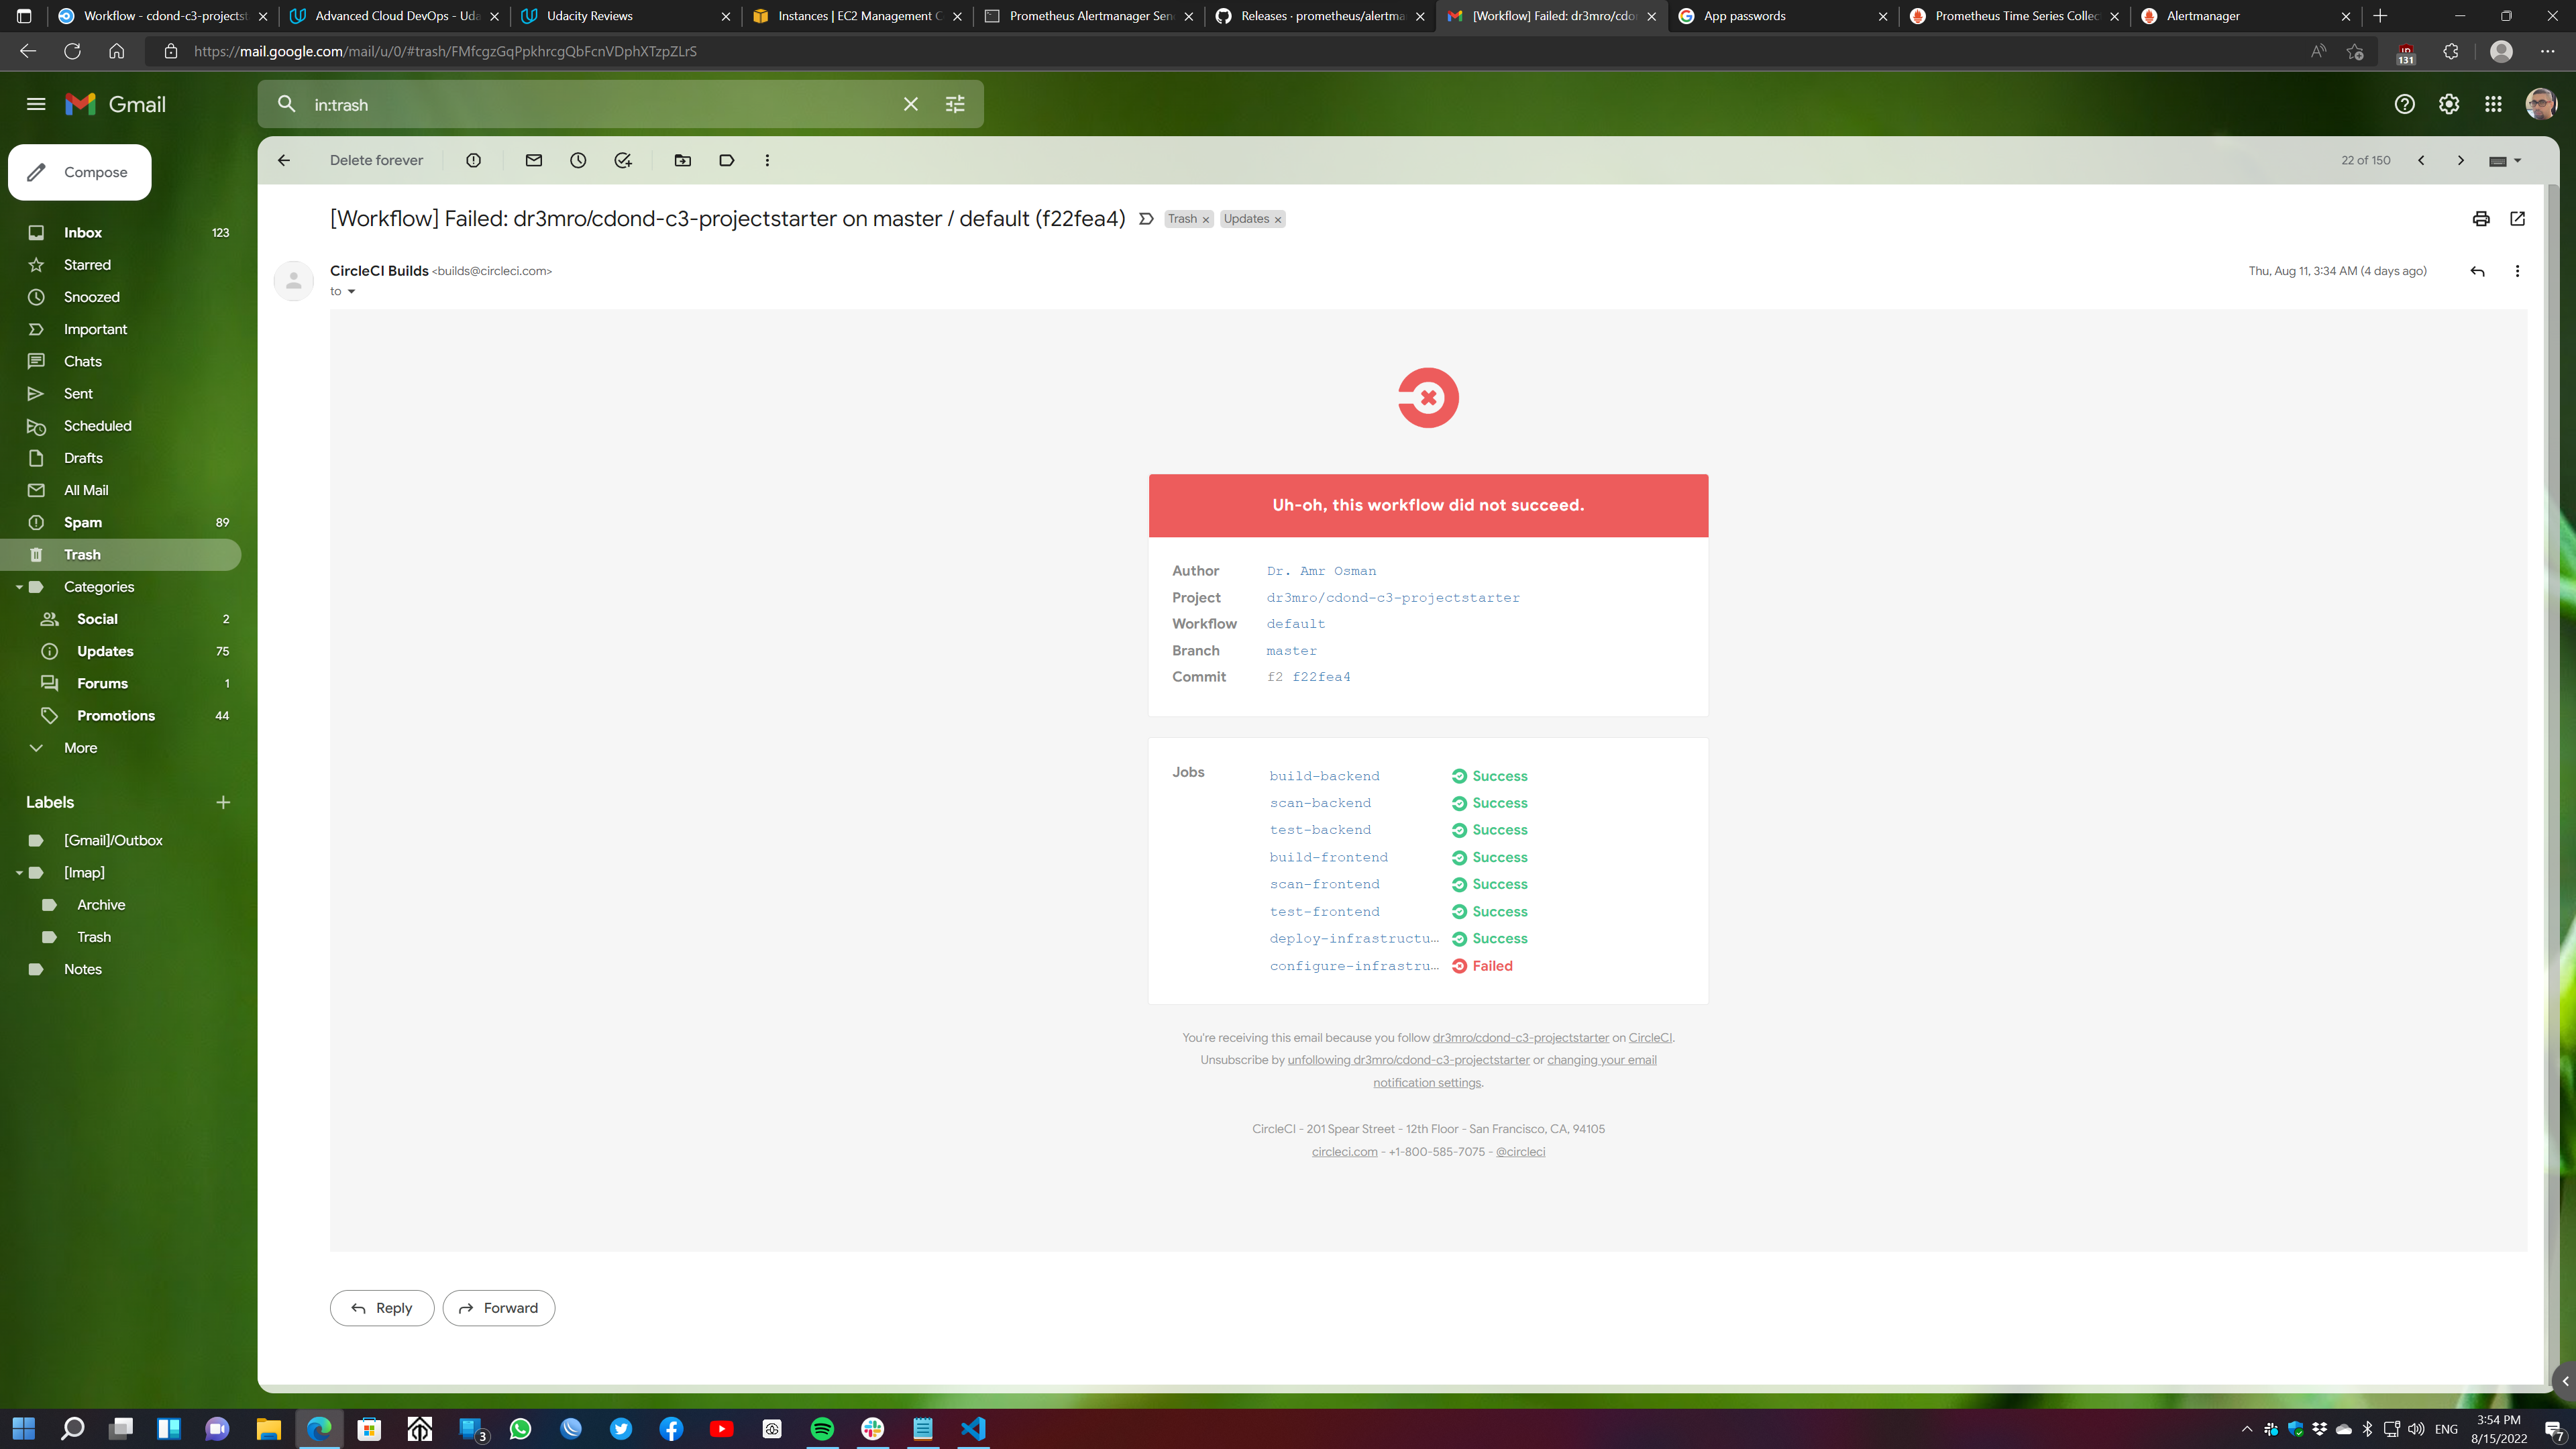 Workflow - cdond-c3-projectst
Advanced Cloud DevOps - Uda
Udacity Reviews
Instances | EC2 Management C
Prometheus Alertmanager Sen
Releases · prometheus/alertma
[Workflow] Failed: dr3mro/cdon
App passwords
Prometheus Time Series Collec
Alertmanager
https://mail.google.com/mail/u/0/#trash/FMfcgzGqPpkhrcgQbFcnVDphXTzpZLrS
131
Gmail
in:trash
Compose
Delete forever
22 of 150
Inbox 123
Starred
Snoozed
Important
Chats
Sent
Scheduled
Drafts
All Mail
Spam 89
Trash
Categories
Social 2
Updates 75
Forums 1
Promotions 44
More
Labels
[Gmail]/Outbox
[Imap]
Archive
Trash
Notes
[Workflow] Failed: dr3mro/cdond-c3-projectstarter on master / default (f22fea4)
Trash x
Updates x
CircleCI Builds <builds@circleci.com>
Thu, Aug 11, 3:34 AM (4 days ago)
to
Uh-oh, this workflow did not succeed.
Author Dr. Amr Osman
Project dr3mro/cdond-c3-projectstarter
Workflow default
Branch master
Commit f2 f22fea4
Jobs
build-backend Success
scan-backend Success
test-backend Success
build-frontend Success
scan-frontend Success
test-frontend Success
deploy-infrastructu... Success
configure-infrastru... Failed
You're receiving this email because you follow dr3mro/cdond-c3-projectstarter on CircleCI.
Unsubscribe by unfollowing dr3mro/cdond-c3-projectstarter or changing your email
notification settings.
CircleCI - 201 Spear Street - 12th Floor - San Francisco, CA, 94105
circleci.com - +1-800-585-7075 - @circleci
Reply
Forward
3
ENG
3:54 PM
8/15/2022
7